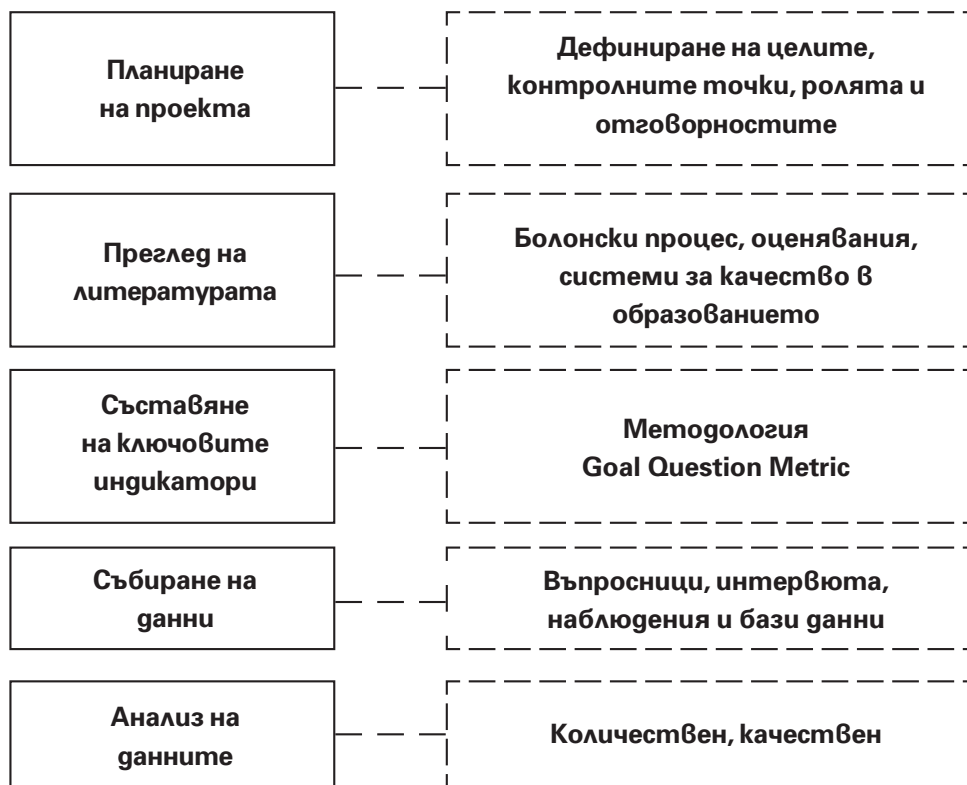 Планиране
на проекта
Дефиниране на целите,
контролните точки, ролята и
отговорностите
Преглед на
литературата
Болонски процес, оценявания,
системи за качество в
образованието
Съставяне
на ключовите
индикатори
Методология
Goal Question Metric
Събиране на
данни
Въпросници, интервюта,
наблюдения и бази данни
Анализ на
данните
Количествен, качествен